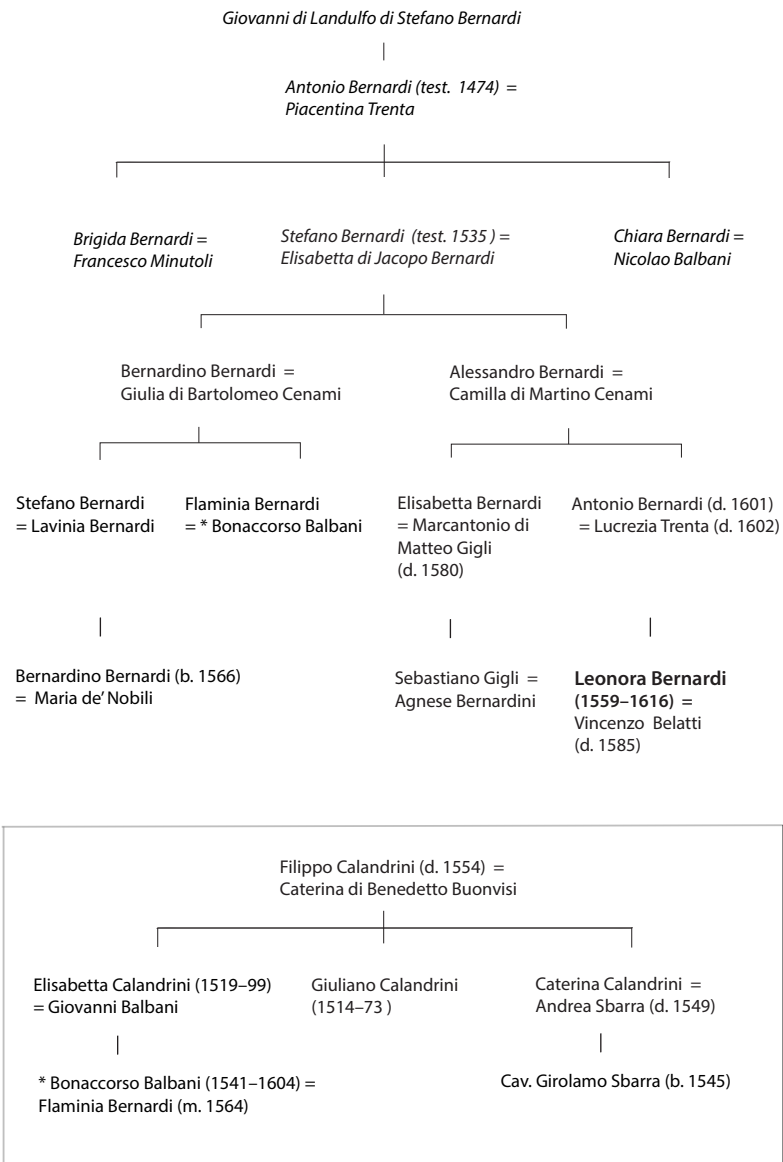 Giovanni di Landulfo di Stefano Bernardi
Antonio Bernardi (test. 1474) =
Piacentina Trenta
Brigida Bernardi =
Francesco Minutoli
Stefano Bernardi (test. 1535 ) =
Elisabetta di Jacopo Bernardi
Chiara Bernardi =
Nicolao Balbani
Bernardino Bernardi =
Giulia di Bartolomeo Cenami
Alessandro Bernardi =
Camilla di Martino Cenami
Stefano Bernardi
= Lavinia Bernardi
Flaminia Bernardi
= * Bonaccorso Balbani
Elisabetta Bernardi
= Marcantonio di
Matteo Gigli
(d. 1580)
Antonio Bernardi (d. 1601)
= Lucrezia Trenta (d. 1602)
Bernardino Bernardi (b. 1566)
= Maria de’ Nobili
Sebastiano Gigli =
Agnese Bernardini
Leonora Bernardi
(1559–1616) =
Vincenzo Belatti
(d. 1585)
Filippo Calandrini (d. 1554) =
Caterina di Benedetto Buonvisi
Elisabetta Calandrini (1519–99)
= Giovanni Balbani
Giuliano Calandrini
(1514–73 )
Caterina Calandrini =
Andrea Sbarra (d. 1549)
* Bonaccorso Balbani (1541–1604) =
Flaminia Bernardi (m. 1564)
Cav. Girolamo Sbarra (b. 1545)